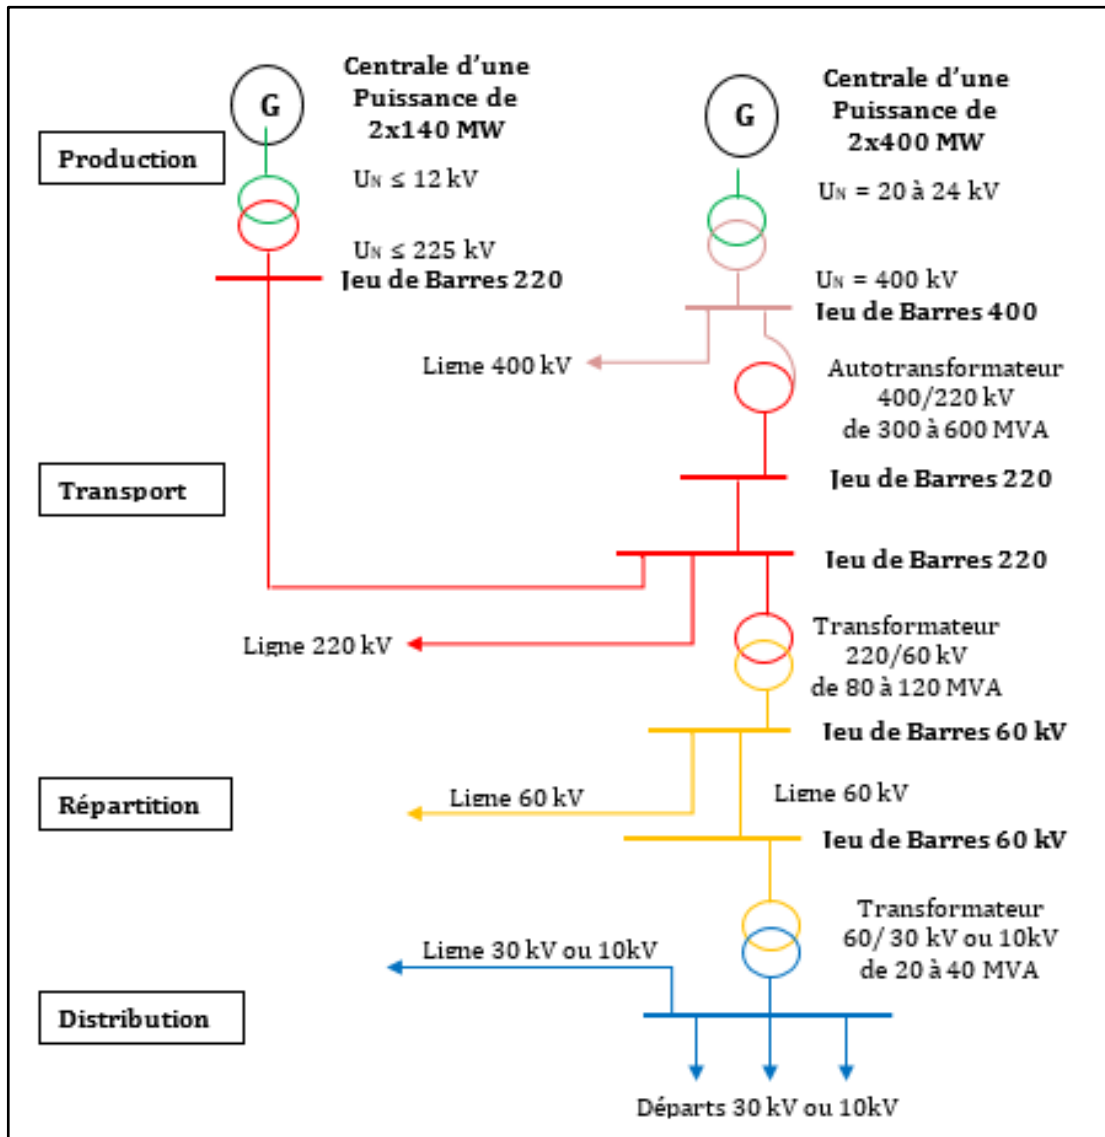 Centrale d’une
Puissance de
2x140 MW
G
Centrale d’une
Puissance de
2x400 MW
G
Production
UN ≤ 12 kV
UN = 20 à 24 kV
UN ≤ 225 kV
Jeu de Barres 220
UN = 400 kV
Jeu de Barres 400
Ligne 400 kV
Autotransformateur
400/220 kV
de 300 à 600 MVA
Transport
Jeu de Barres 220
Jeu de Barres 220
Ligne 220 kV
Transformateur
220/60 kV
de 80 à 120 MVA
Jeu de Barres 60 kV
Répartition
Ligne 60 kV
Ligne 60 kV
Jeu de Barres 60 kV
Transformateur
60/ 30 kV ou 10kV
de 20 à 40 MVA
Ligne 30 kV ou 10kV
Distribution
Départs 30 kV ou 10kV